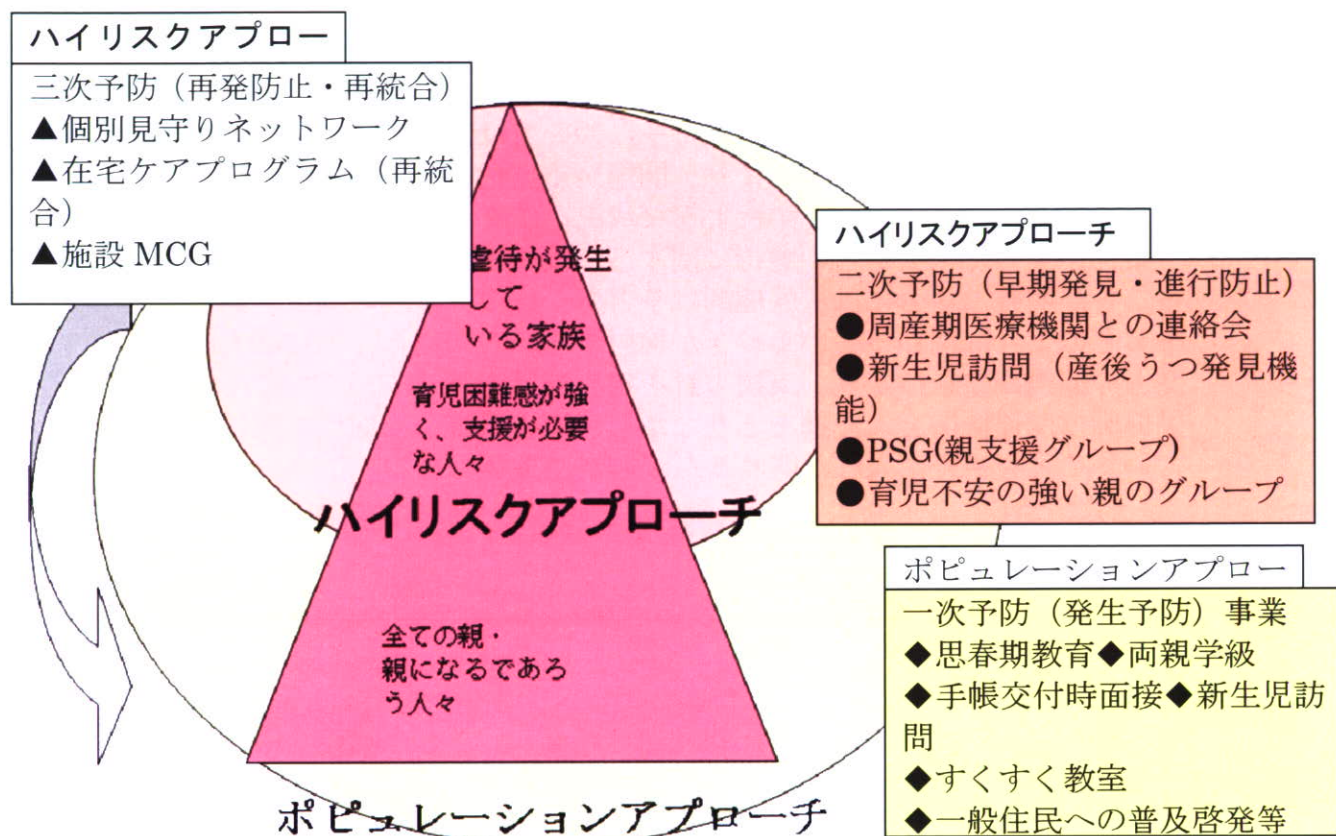 ハイリスクアプロー
三次予防（再発防止・再統合）
▲個別見守りネットワーク
▲在宅ケアプログラム（再統
合）
▲施設 MCG
虐待が発生
して
いる家族
育児困難感が強
く、支援が必要
な人々
ハイリスクアプローチ
全ての親・
親になるであろ
う人々
ポピュレーションアプローチ
ハイリスクアプローチ
二次予防（早期発見・進行防止）
●周産期医療機関との連絡会
●新生児訪問（産後うつ発見機
能）
●PSG(親支援グループ)
●育児不安の強い親のグループ
ポピュレーションアプロー
一次予防（発生予防）事業
◆思春期教育◆両親学級
◆手帳交付時面接◆新生児訪
問
◆すくすく教室
◆一般住民への普及啓発等